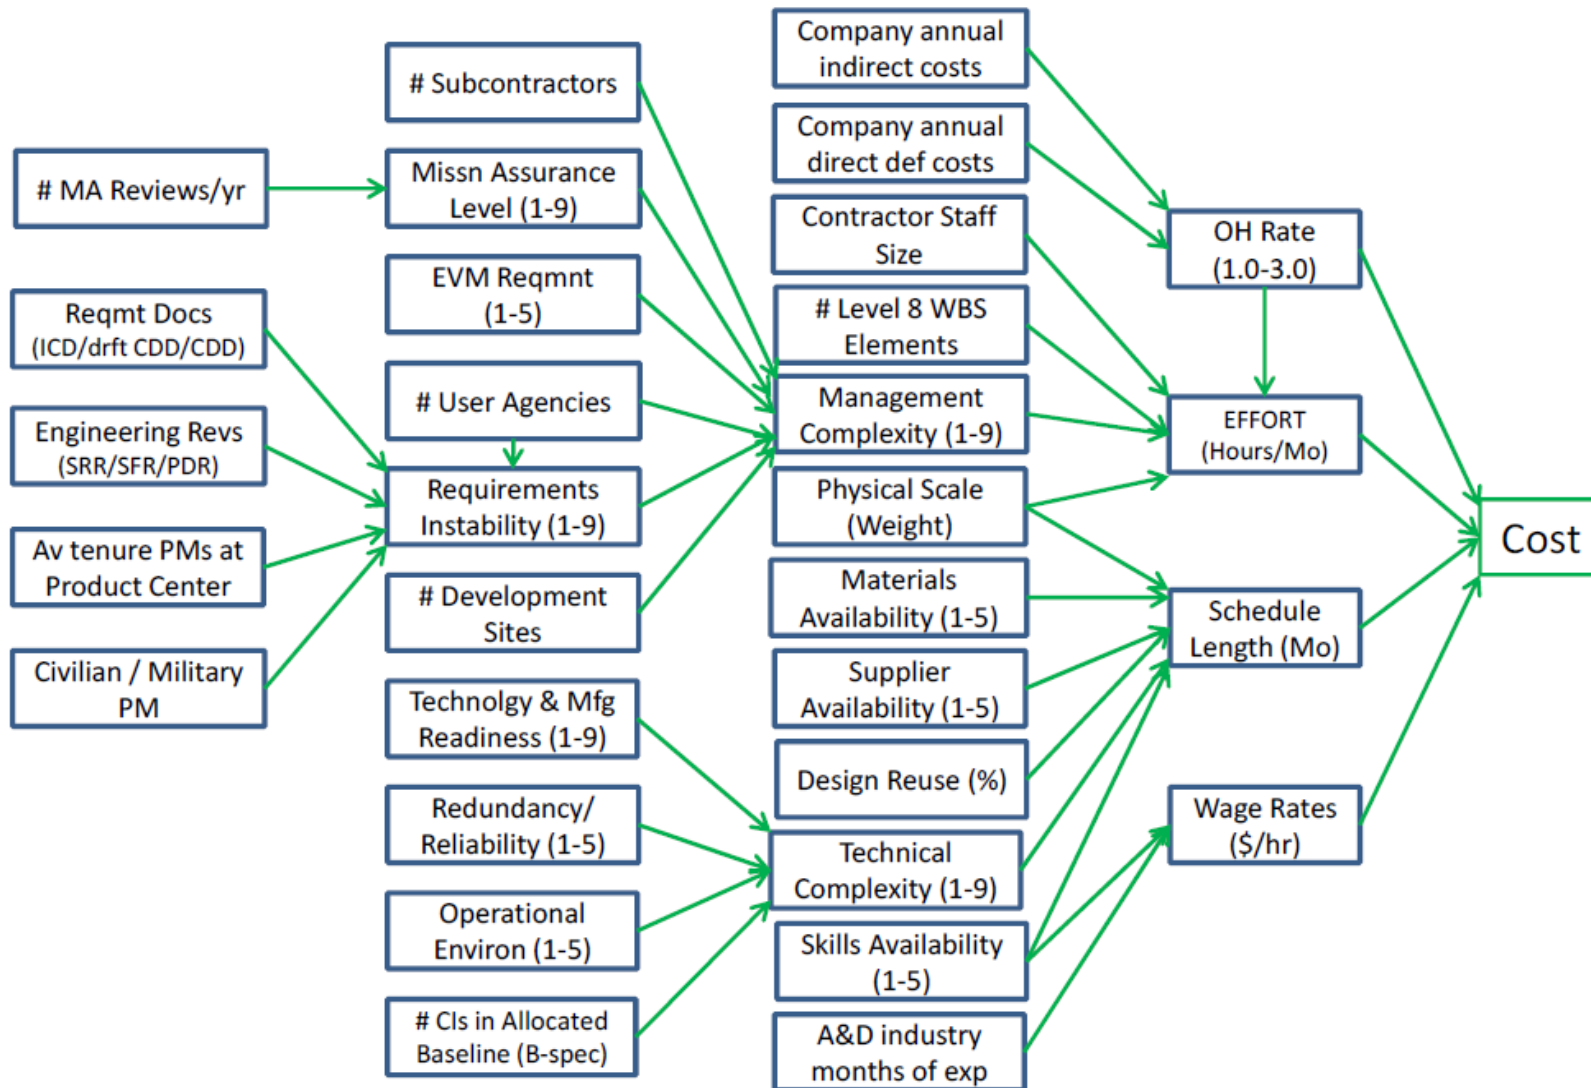 # MA Reviews/yr
Reqmt Docs
(ICD/drft CDD/CDD)
Engineering Revs
(SRR/SFR/PDR)
Av tenure PMs at
Product Center
Civilian / Military
PM
# Subcontractors
Missn Assurance
Level (1-9)
EVM Reqmnt
(1-5)
# User Agencies
Requirements
Instability (1-9)
# Development
Sites
Technolgy & Mfg
Readiness (1-9)
Redundancy/
Reliability (1-5)
Operational
Environ (1-5)
# CIs in Allocated
Baseline (B-spec)
Company annual
indirect costs
Company annual
direct def costs
Contractor Staff
Size
# Level 8 WBS
Elements
Management
Complexity (1-9)
Physical Scale
(Weight)
Materials
Availability (1-5)
Supplier
Availability (1-5)
Design Reuse (%)
Technical
Complexity (1-9)
Skills Availability
(1-5)
A&D industry
months of exp
OH Rate
(1.0-3.0)
EFFORT
(Hours/Mo)
Schedule
Length (Mo)
Wage Rates
($/hr)
Cost